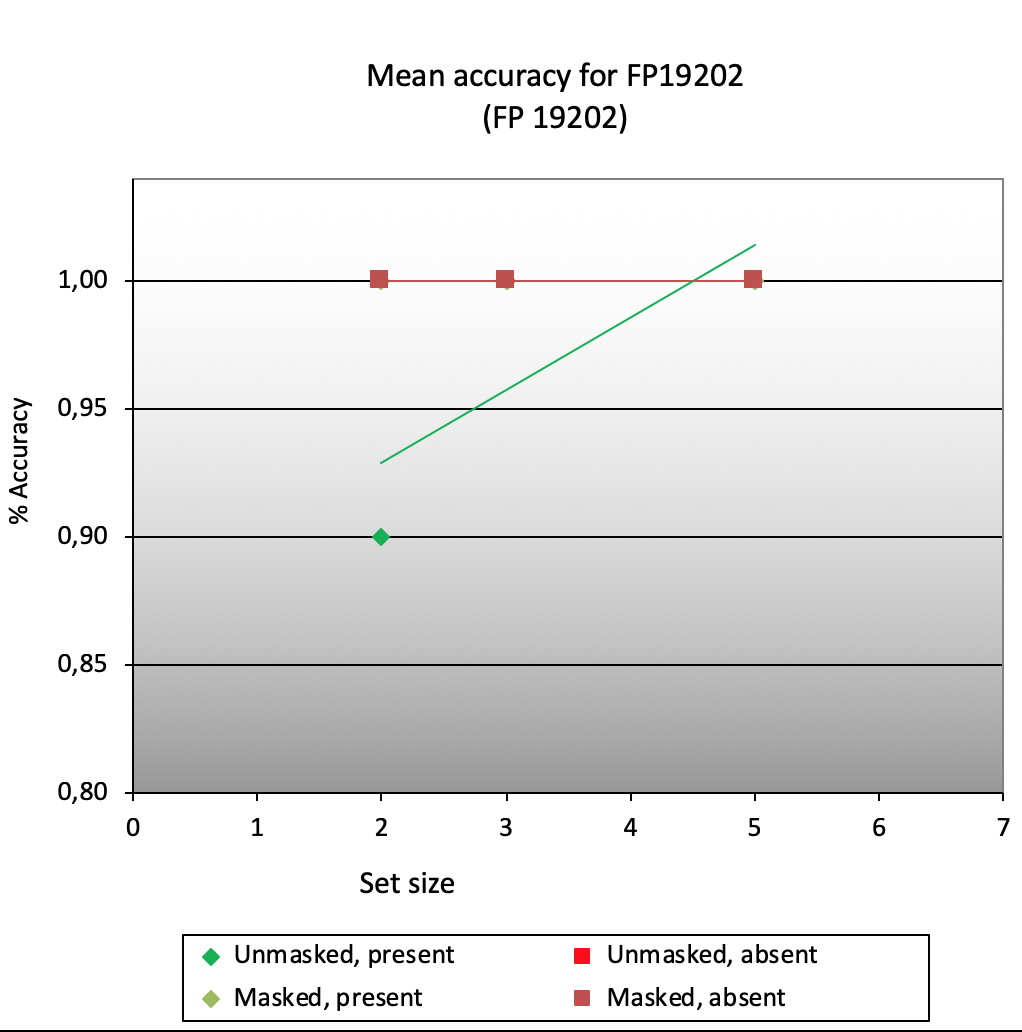 Mean accuracy for FP19202
(FP 19202)
% Accuracy
1,00
0,95
0,90
0,85
0,80
0 1 2 3 4 5 6 7
Set size
Unmasked, present Unmasked, absent
Masked, present Masked, absent